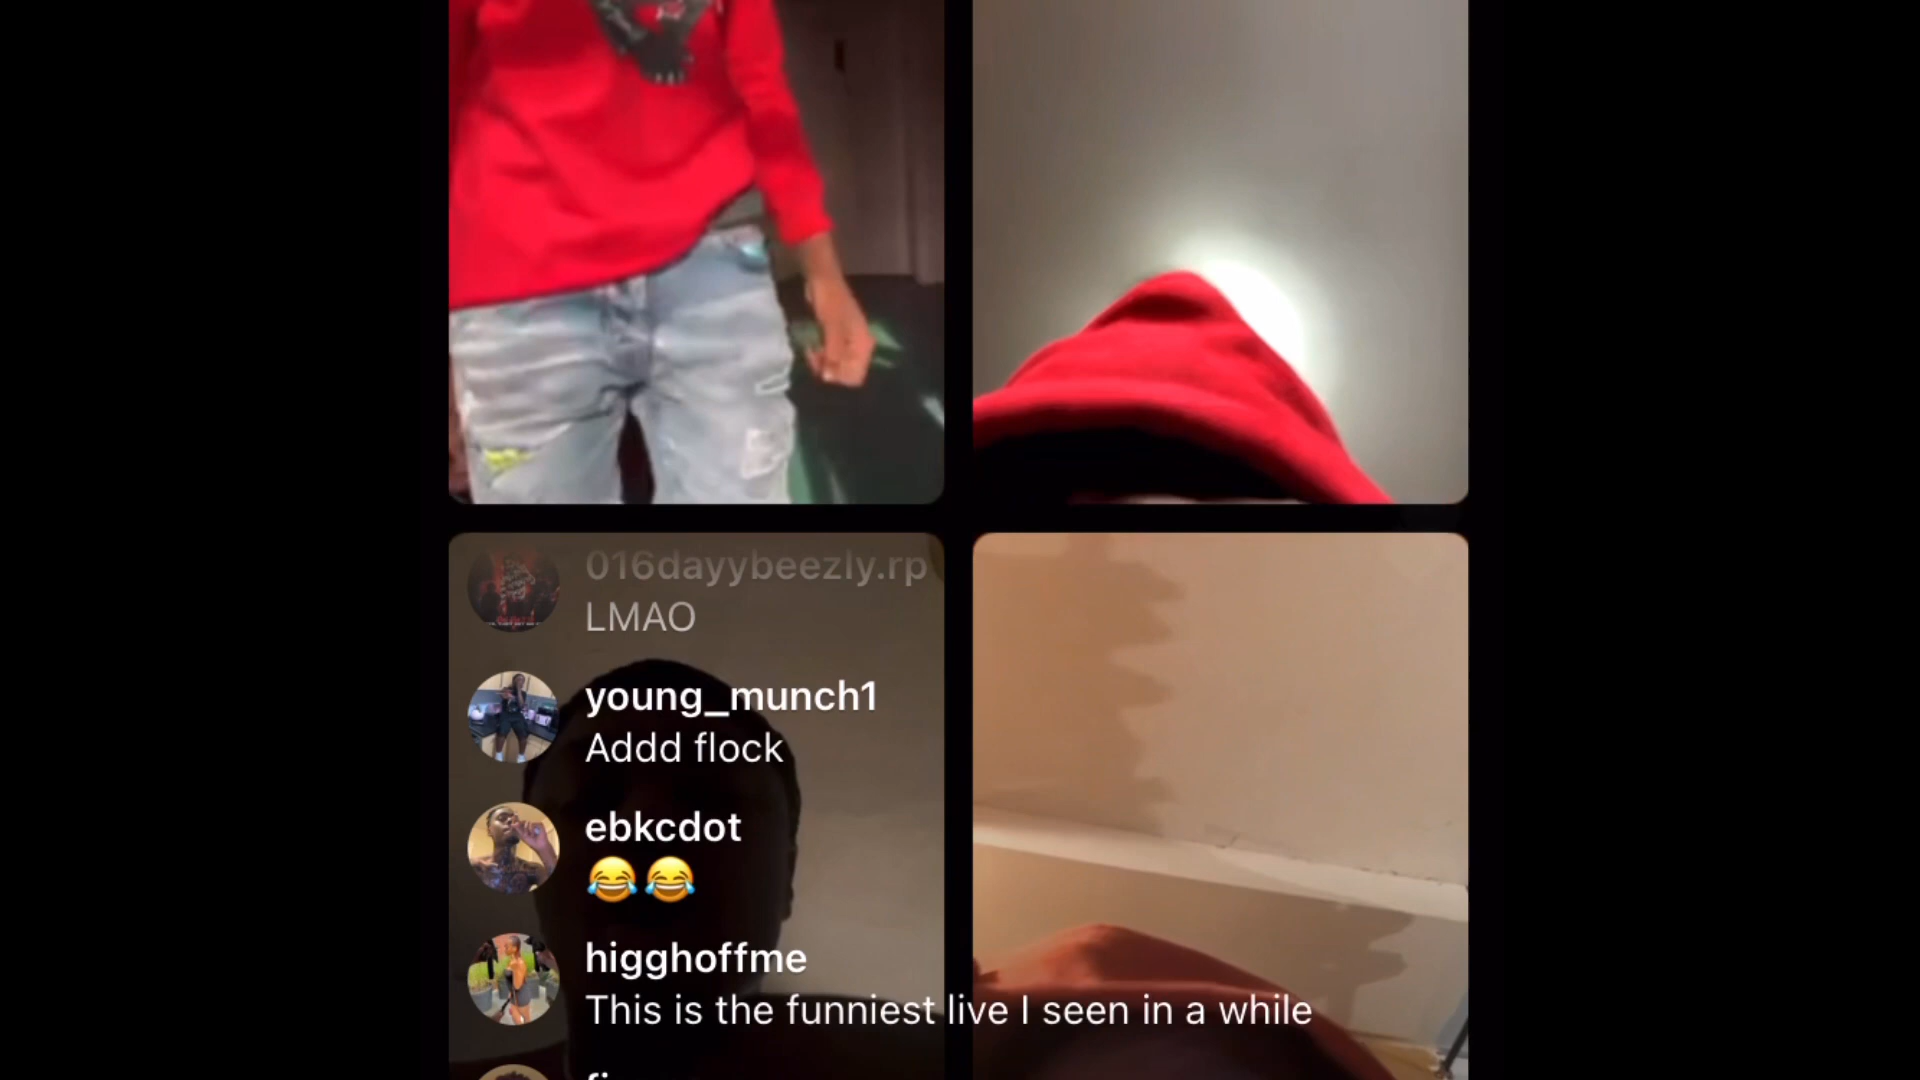 016dayybeezly.rp
LMAO
young_munch1
Addd flock
ebkcdot
😂😂
higghoffme
This is the funniest live I seen in a while